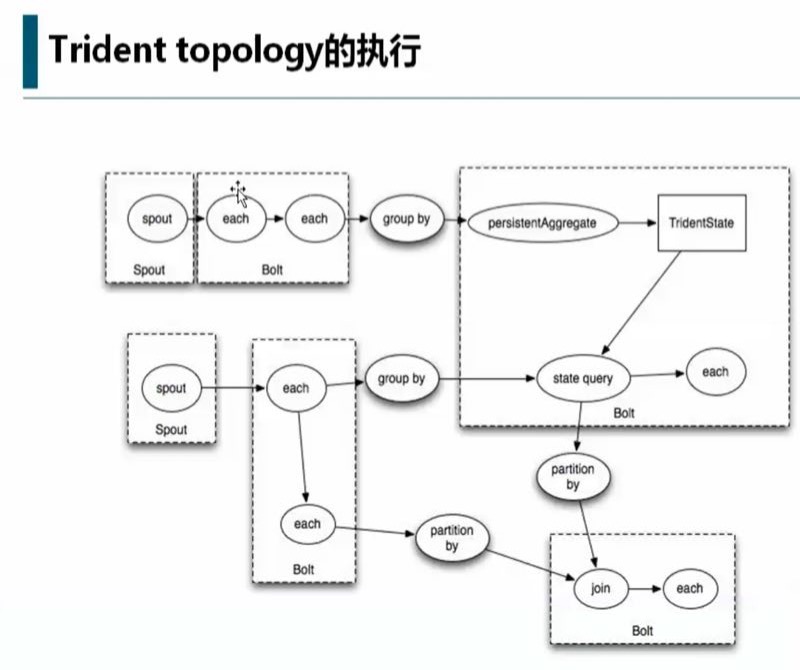 Trident topology的执行
spout
each
each
group by
persistentAggregate
TridentState
Spout
Bolt
spout
each
group by
state query
each
Spout
Bolt
partition
by
each
partition
by
Bolt
join
each
Bolt